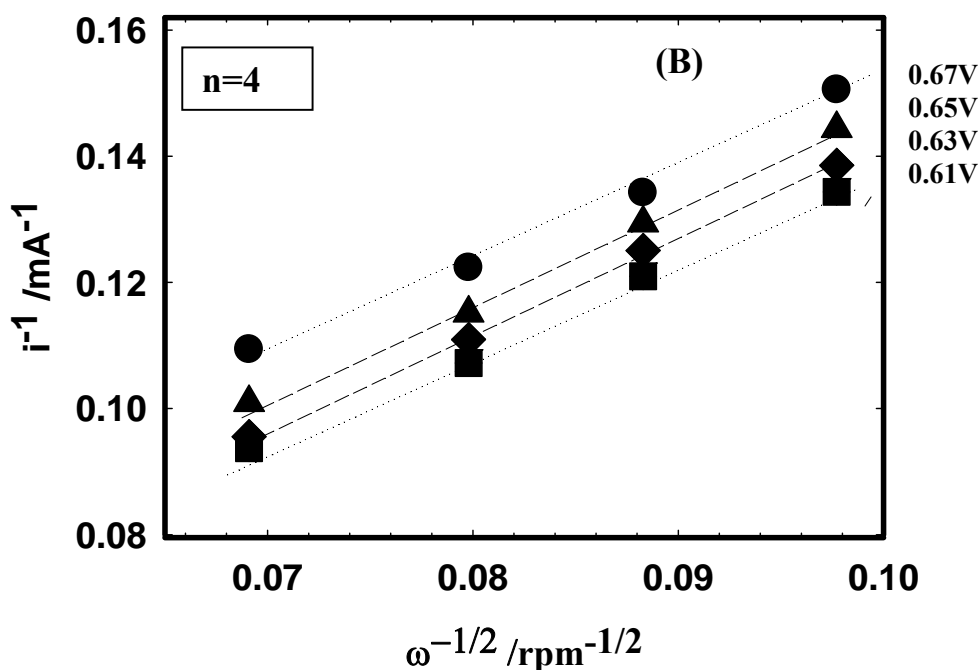 0.16
(B)
n=4
0.67V
0.65V
0.14
0.63V
0.61V
i⁻¹ /mA⁻¹
0.12
0.10
0.08
0.07 0.08 0.09 0.10
ω⁻¹/² /rpm⁻¹/²